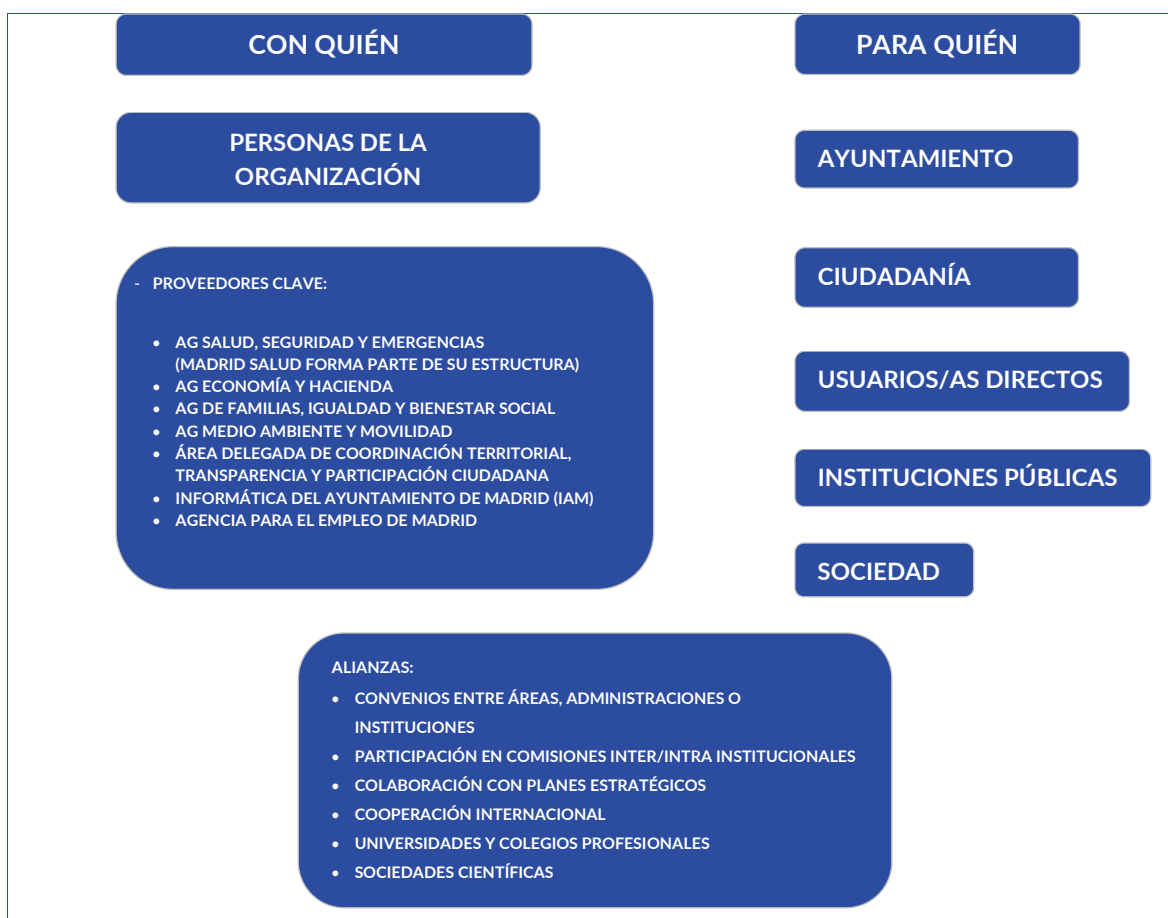 CON QUIÉN
PERSONAS DE LA
ORGANIZACIÓN
- PROVEEDORES CLAVE:
• AG SALUD, SEGURIDAD Y EMERGENCIAS
(MADRID SALUD FORMA PARTE DE SU ESTRUCTURA)
• AG ECONOMÍA Y HACIENDA
• AG DE FAMILIAS, IGUALDAD Y BIENESTAR SOCIAL
• AG MEDIO AMBIENTE Y MOVILIDAD
• ÁREA DELEGADA DE COORDINACIÓN TERRITORIAL,
TRANSPARENCIA Y PARTICIPACIÓN CIUDADANA
• INFORMÁTICA DEL AYUNTAMIENTO DE MADRID (IAM)
• AGENCIA PARA EL EMPLEO DE MADRID
PARA QUIÉN
AYUNTAMIENTO
CIUDADANÍA
USUARIOS/AS DIRECTOS
INSTITUCIONES PÚBLICAS
SOCIEDAD
ALIANZAS:
• CONVENIOS ENTRE ÁREAS, ADMINISTRACIONES O
INSTITUCIONES
• PARTICIPACIÓN EN COMISIONES INTER/INTRA INSTITUCIONALES
• COLABORACIÓN CON PLANES ESTRATÉGICOS
• COOPERACIÓN INTERNACIONAL
• UNIVERSIDADES Y COLEGIOS PROFESIONALES
• SOCIEDADES CIENTÍFICAS